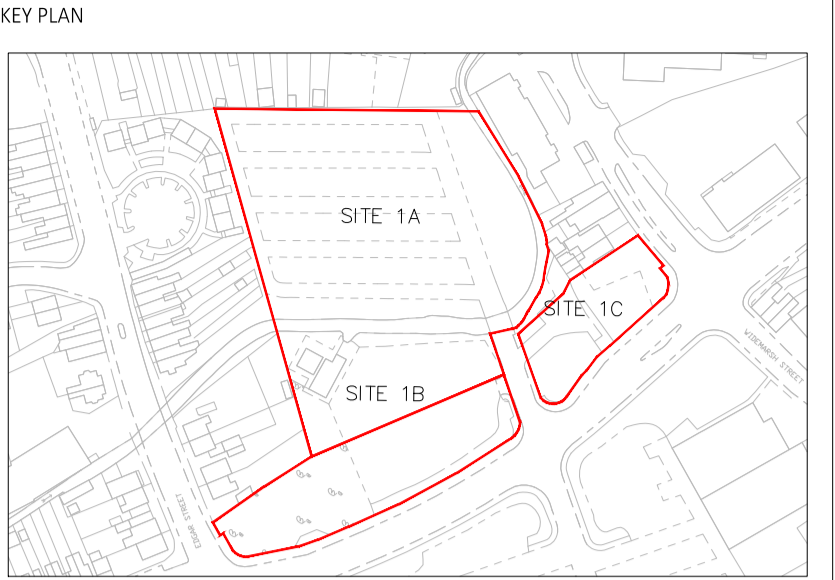 KEY PLAN
SITE 1A
SITE 1C
WIDEMARSH STREET
SITE 1B
EDGAR STREET